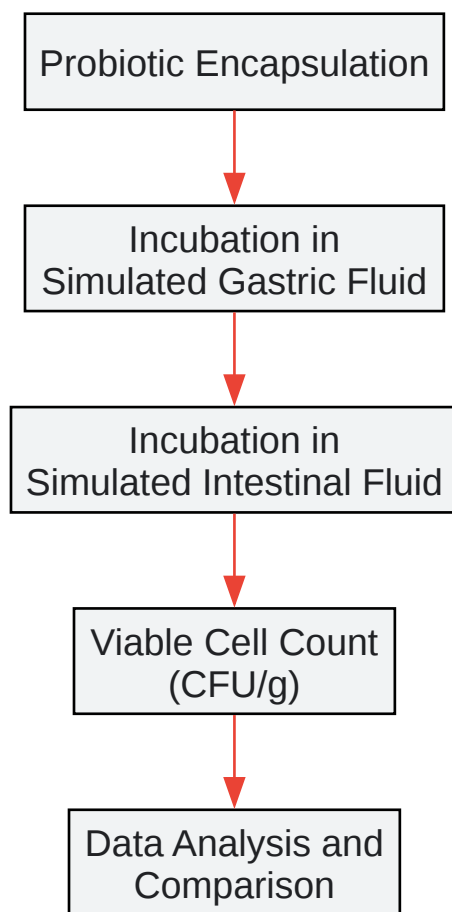 Probiotic Encapsulation
Incubation in
Simulated Gastric Fluid
Incubation in
Simulated Intestinal Fluid
Viable Cell Count
(CFU/g)
Data Analysis and
Comparison